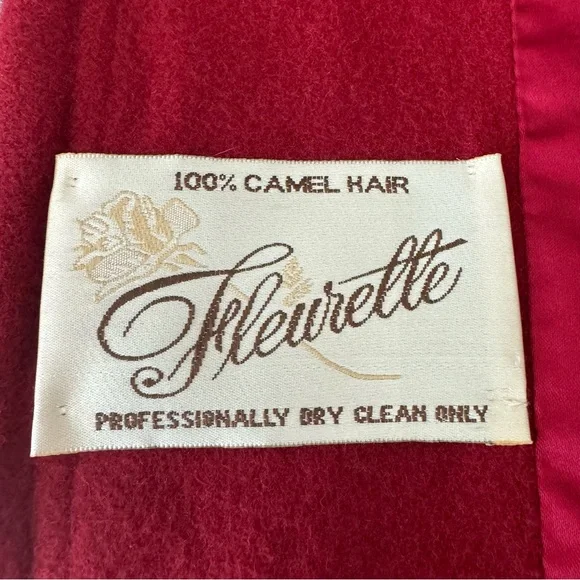 100% CAMEL HAIR
Fleurette
PROFESSIONALLY DRY CLEAN ONLY